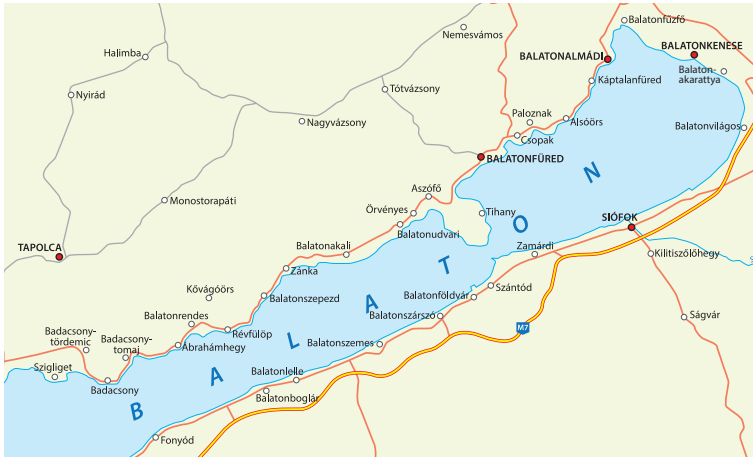 Balatonfűzfő
Nemesvámos
BALATONKENESE
Halimba
BALATONALMÁDI
Balaton-
akarattya
Káptalanfüred
Tótvázsony
Nyirád
Paloznak
Nagyvázsony
Alsóörs
Balatonvilágos
Csopak
BALATONFÜRED
Aszófő
Monostorapáti
Örvényes
Tihany
SIÓFOK
Balatonudvari
TAPOLCA
Balatonakali
Zamárdi
Kilitiszőlőhegy
Zánka
Kővágóörs
Balatonszepezd
Balatonföldvár
Szántód
Balatonrendes
Balatonszárszó
Ságvár
Badacsony-
tördemic
Badacsony-
tomaj
Révfülöp
M7
Ábrahámhegy
Balatonszemes
Szigliget
Balatonlelle
Badacsony
Balatonboglár
Fonyód
BALATON